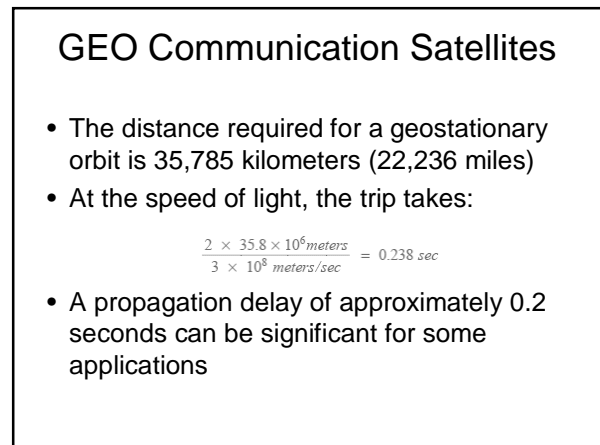 GEO Communication Satellites
• The distance required for a geostationary
orbit is 35,785 kilometers (22,236 miles)
• At the speed of light, the trip takes:
2 × 35.8 × 10⁶ meters
3 × 10⁸ meters/sec = 0.238 sec
• A propagation delay of approximately 0.2
seconds can be significant for some
applications